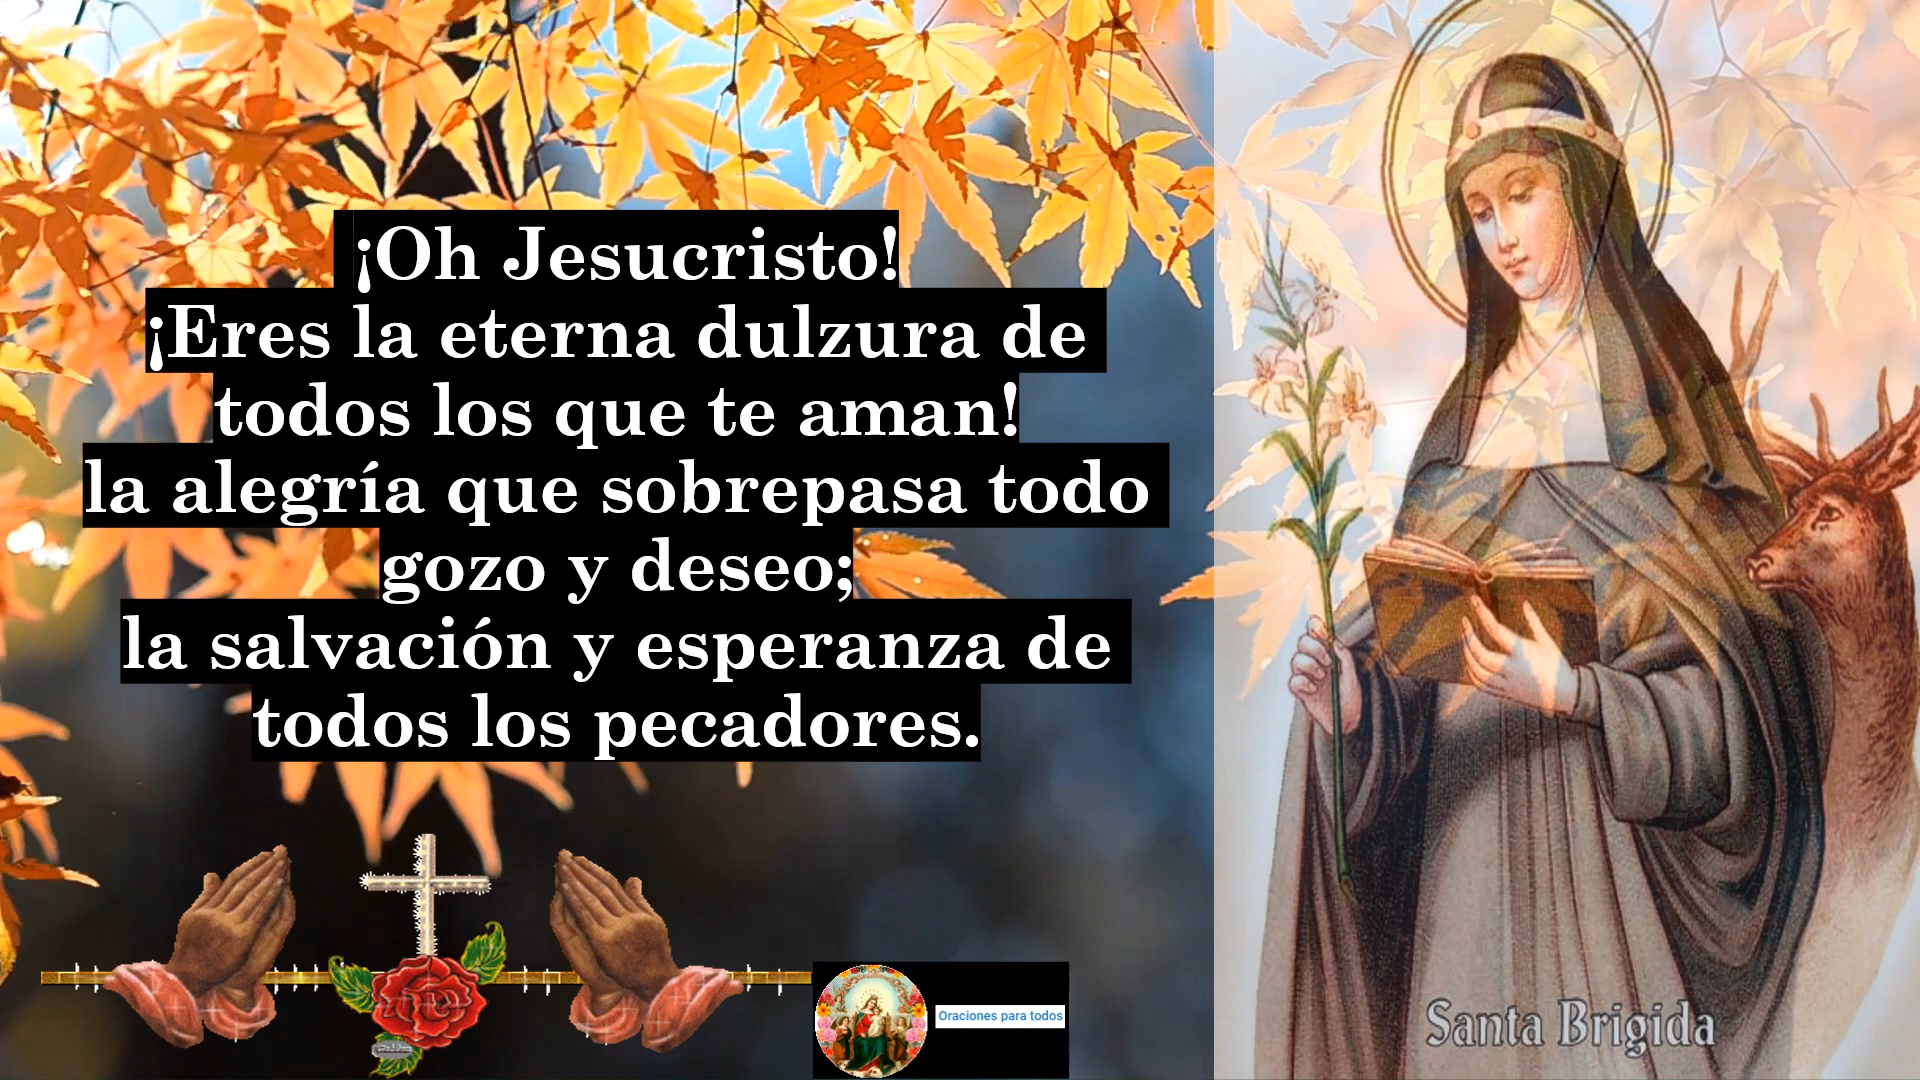 ¡Oh Jesucristo!
¡Eres la eterna dulzura de
todos los que te aman!
la alegría que sobrepasa todo
gozo y deseo;
la salvación y esperanza de
todos los pecadores.
Oraciones para todos
Santa Brigida